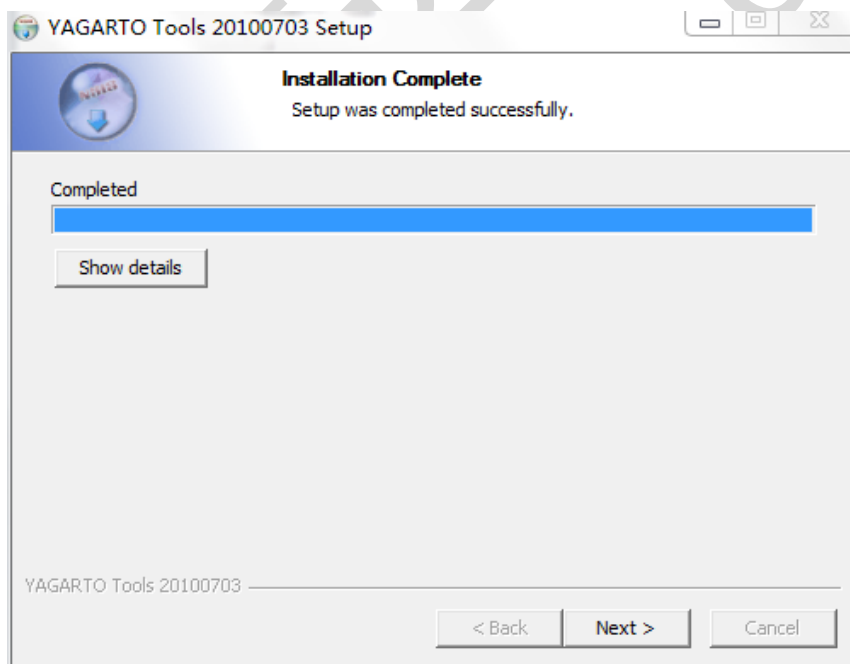 YAGARTO Tools 20100703 Setup
Installation Complete
Setup was completed successfully.
Completed
Show details
YAGARTO Tools 20100703
< Back
Next >
Cancel